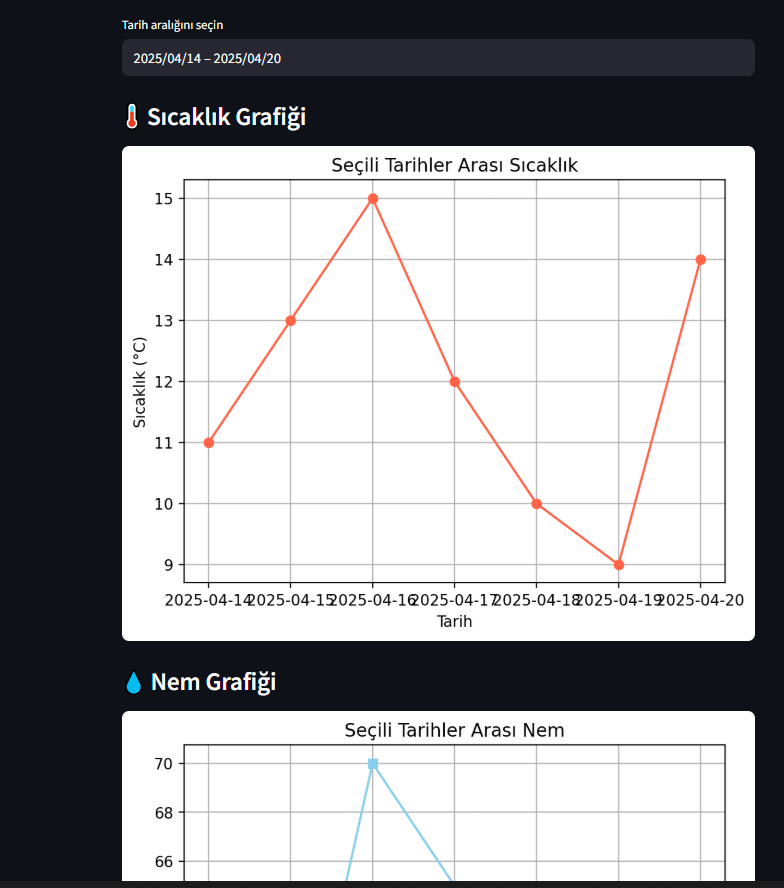 Tarih aralığını seçin
2025/04/14 – 2025/04/20
Sıcaklık Grafiği
Seçili Tarihler Arası Sıcaklık
15
14
13
12
11
10
9
Sıcaklık (°C)
2025-04-14 2025-04-15 2025-04-16 2025-04-17 2025-04-18 2025-04-19 2025-04-20
Tarih
Nem Grafiği
Seçili Tarihler Arası Nem
70
68
66